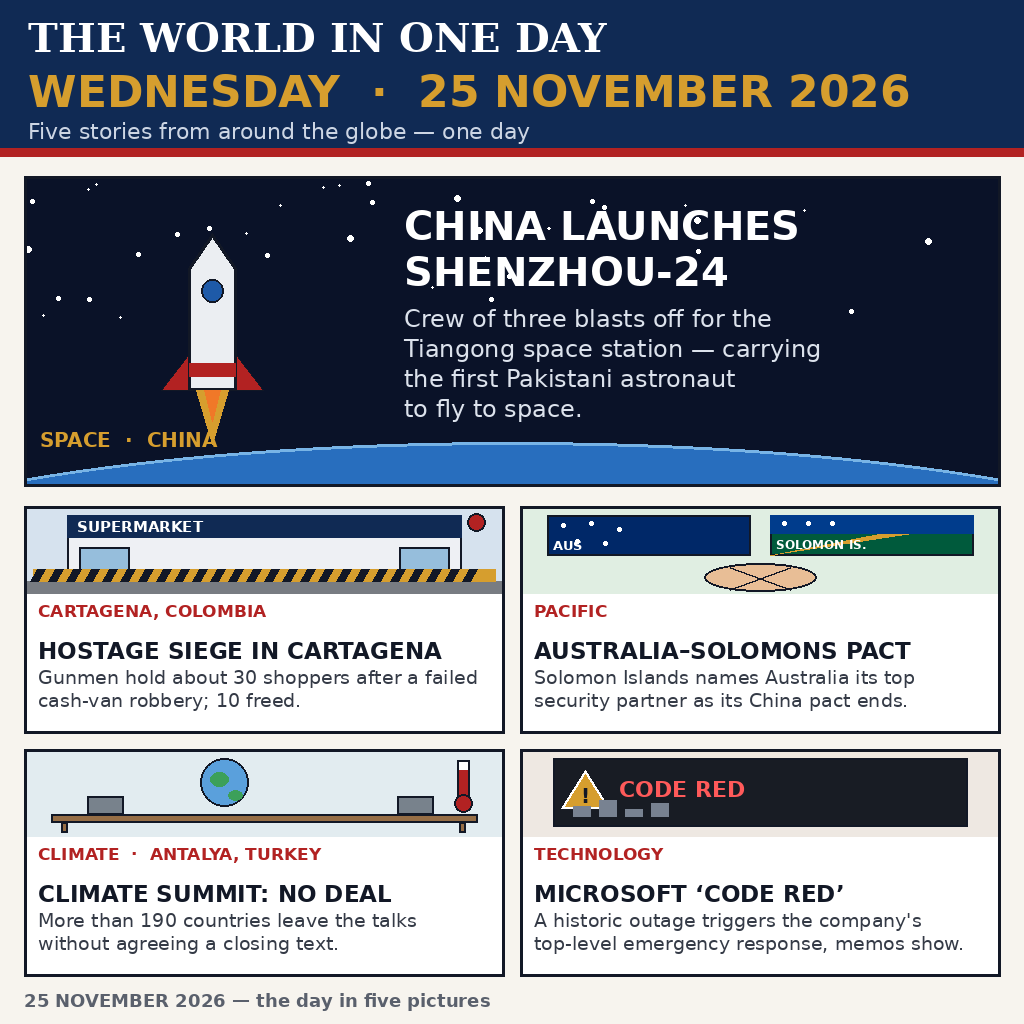 THE WORLD IN ONE DAY
WEDNESDAY · 25 NOVEMBER 2026
Five stories from around the globe — one day
CHINA LAUNCHES
SHENZHOU-24
Crew of three blasts off for the
Tiangong space station — carrying
the first Pakistani astronaut
to fly to space.
SPACE · CHINA
SUPERMARKET
CARTAGENA, COLOMBIA
HOSTAGE SIEGE IN CARTAGENA
Gunmen hold about 30 shoppers after a failed
cash-van robbery; 10 freed.
AUS
SOLOMON IS.
PACIFIC
AUSTRALIA–SOLOMONS PACT
Solomon Islands names Australia its top
security partner as its China pact ends.
CLIMATE · ANTALYA, TURKEY
CLIMATE SUMMIT: NO DEAL
More than 190 countries leave the talks
without agreeing a closing text.
!
CODE RED
TECHNOLOGY
MICROSOFT ‘CODE RED’
A historic outage triggers the company's
top-level emergency response, memos show.
25 NOVEMBER 2026 — the day in five pictures